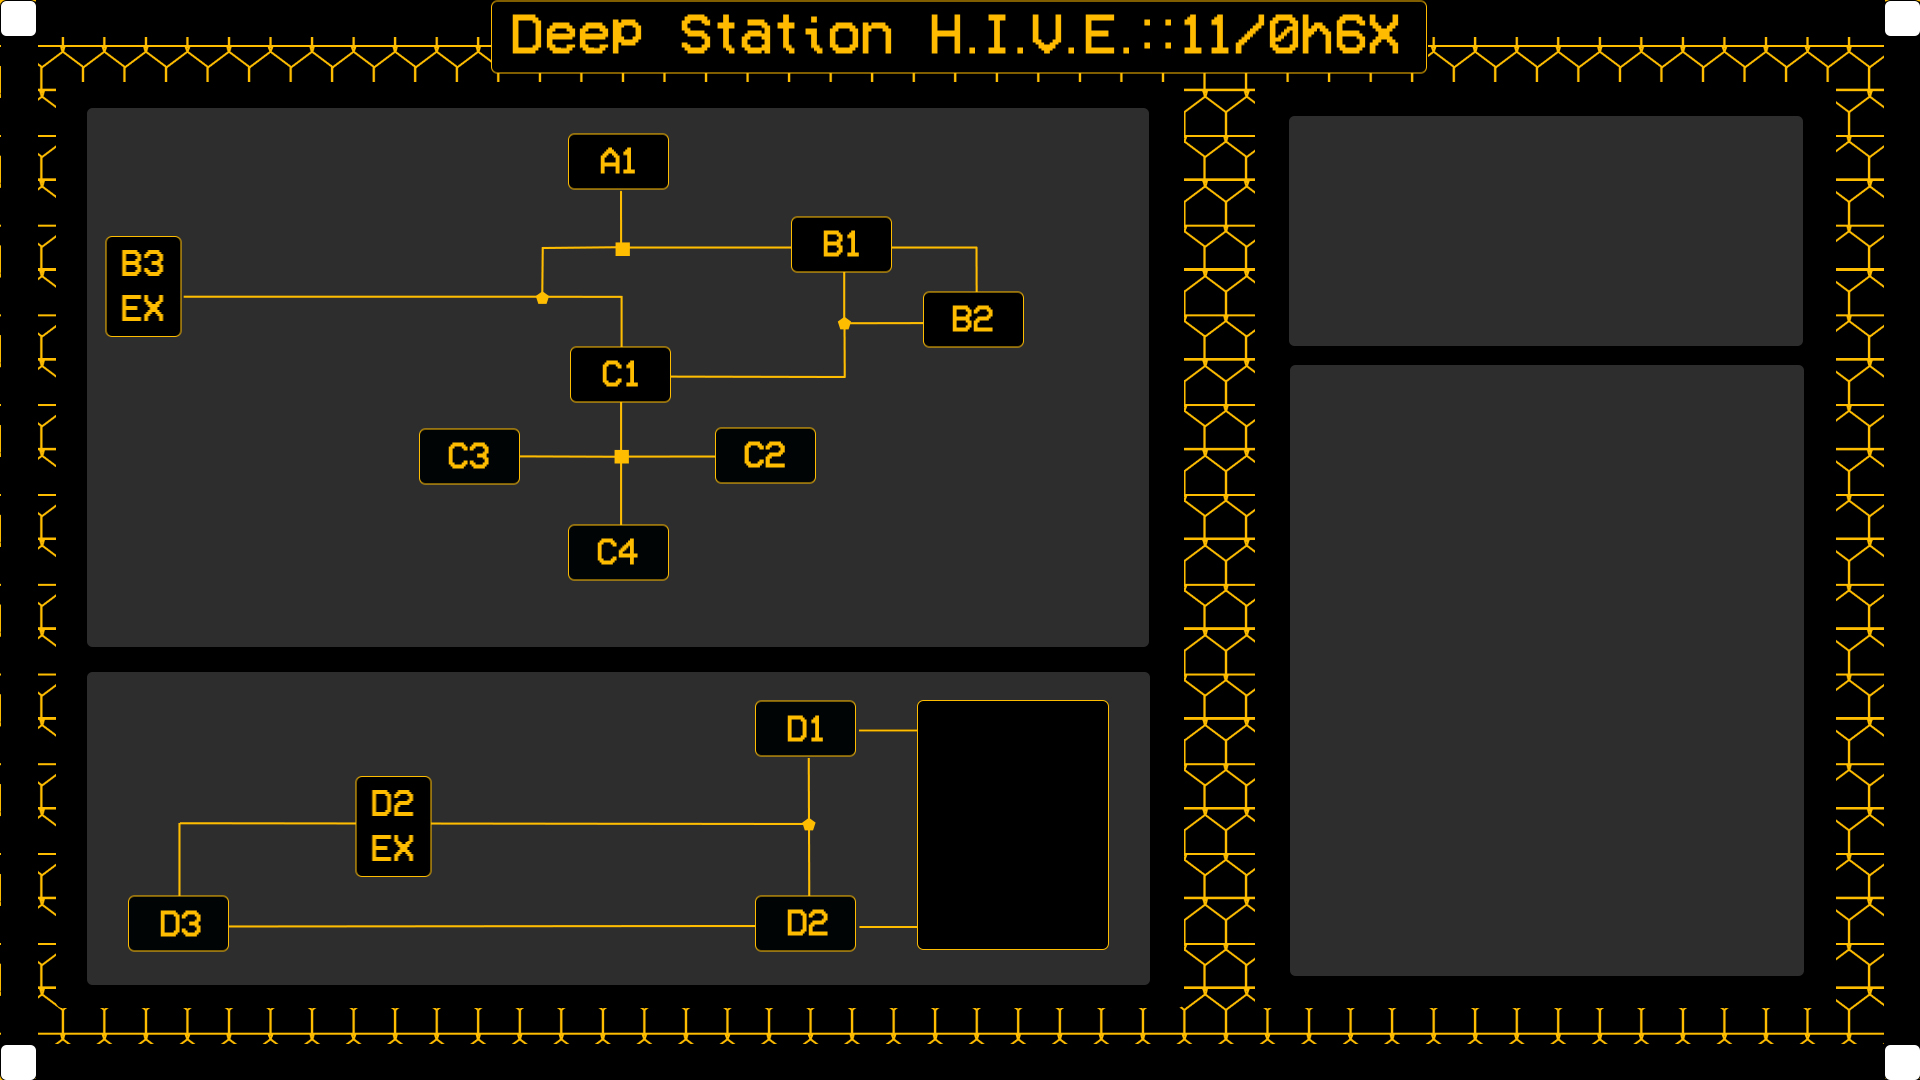 Deep Station H.I.V.E.::11/0h6X
A1
B1
B3
EX
B2
C1
C3
C2
C4
D1
D2
EX
D3
D2